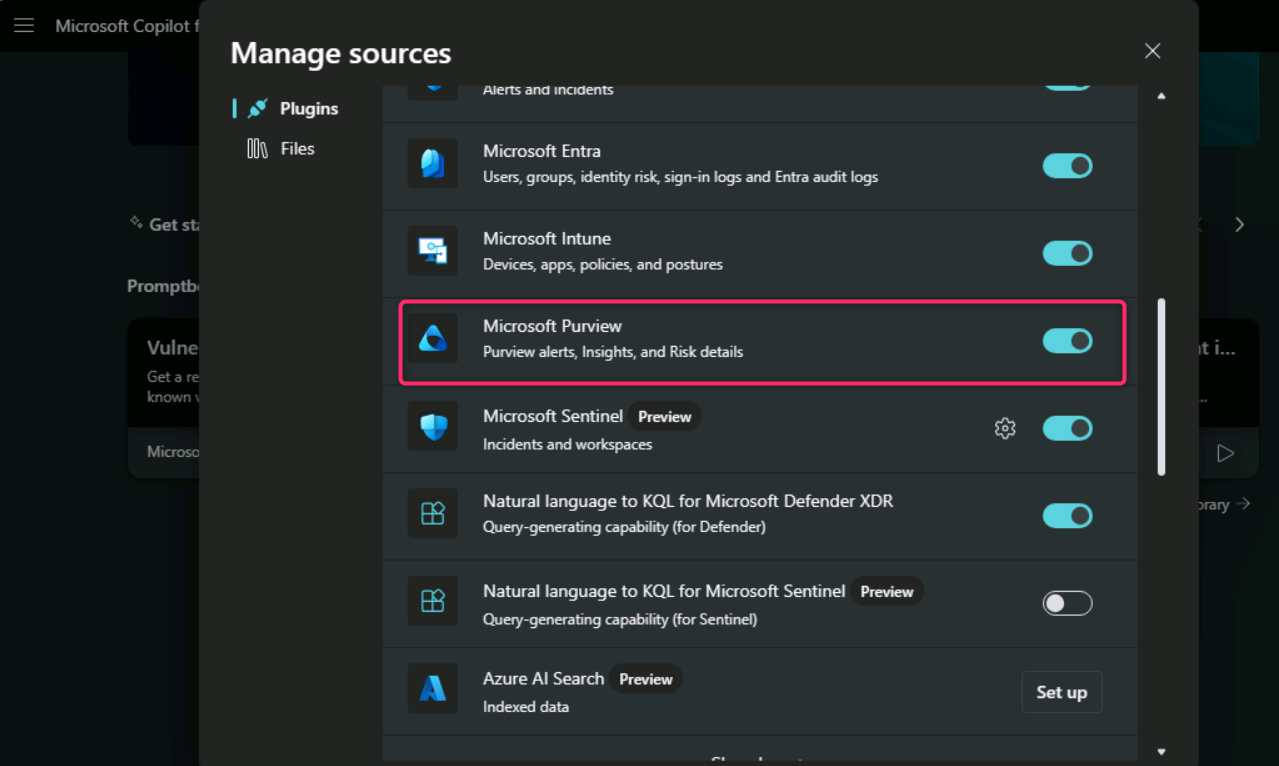 Microsoft Copilot f
Manage sources
Plugins
Files
Alerts and incidents
Microsoft Entra
Users, groups, identity risk, sign-in logs and Entra audit logs
Microsoft Intune
Devices, apps, policies, and postures
Microsoft Purview
Purview alerts, Insights, and Risk details
Microsoft Sentinel Preview
Incidents and workspaces
Natural language to KQL for Microsoft Defender XDR
Query-generating capability (for Defender)
Natural language to KQL for Microsoft Sentinel Preview
Query-generating capability (for Sentinel)
Azure AI Search Preview
Indexed data
Set up
Get sta
Promptbo
Vulne
Get a re
known v
Microso
t i...
brary